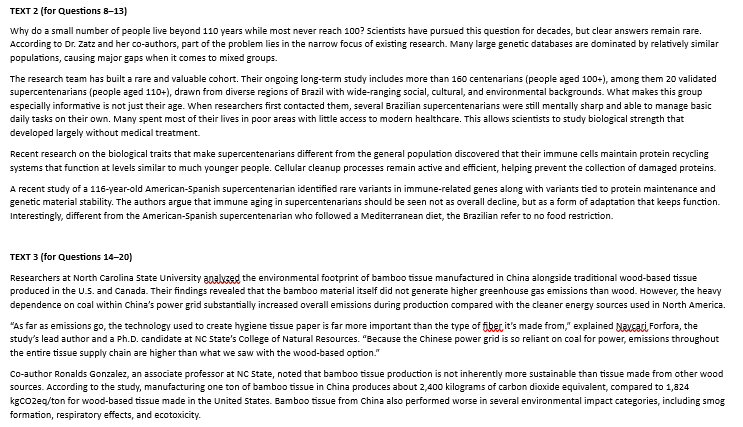 TEXT 2 (for Questions 8–13)
Why do a small number of people live beyond 110 years while most never reach 100? Scientists have pursued this question for decades, but clear answers remain rare.
According to Dr. Zatz and her co-authors, part of the problem lies in the narrow focus of existing research. Many large genetic databases are dominated by relatively similar
populations, causing major gaps when it comes to mixed groups.
The research team has built a rare and valuable cohort. Their ongoing long-term study includes more than 160 centenarians (people aged 100+), among them 20 validated
supercentenarians (people aged 110+), drawn from diverse regions of Brazil with wide-ranging social, cultural, and environmental backgrounds. What makes this group
especially informative is not just their age. When researchers first contacted them, several Brazilian supercentenarians were still mentally sharp and able to manage basic
daily tasks on their own. Many spent most of their lives in poor areas with little access to modern healthcare. This allows scientists to study biological strength that
developed largely without medical treatment.
Recent research on the biological traits that make supercentenarians different from the general population discovered that their immune cells maintain protein recycling
systems that function at levels similar to much younger people. Cellular cleanup processes remain active and efficient, helping prevent the collection of damaged proteins.
A recent study of a 116-year-old American-Spanish supercentenarian identified rare variants in immune-related genes along with variants tied to protein maintenance and
genetic material stability. The authors argue that immune aging in supercentenarians should be seen not as overall decline, but as a form of adaptation that keeps function.
Interestingly, different from the American-Spanish supercentenarian who followed a Mediterranean diet, the Brazilian refer to no food restriction.
TEXT 3 (for Questions 14–20)
Researchers at North Carolina State University analyzed the environmental footprint of bamboo tissue manufactured in China alongside traditional wood-based tissue
produced in the U.S. and Canada. Their findings revealed that the bamboo material itself did not generate higher greenhouse gas emissions than wood. However, the heavy
dependence on coal within China's power grid substantially increased overall emissions during production compared with the cleaner energy sources used in North America.
"As far as emissions go, the technology used to create hygiene tissue paper is far more important than the type of fiber it's made from," explained Naycari Forfora, the
study's lead author and a Ph.D. candidate at NC State's College of Natural Resources. "Because the Chinese power grid is so reliant on coal for power, emissions throughout
the entire tissue supply chain are higher than what we saw with the wood-based option."
Co-author Ronalds Gonzalez, an associate professor at NC State, noted that bamboo tissue production is not inherently more sustainable than tissue made from other wood
sources. According to the study, manufacturing one ton of bamboo tissue in China produces about 2,400 kilograms of carbon dioxide equivalent, compared to 1,824
kgCO2eq/ton for wood-based tissue made in the United States. Bamboo tissue from China also performed worse in several environmental impact categories, including smog
formation, respiratory effects, and ecotoxicity.